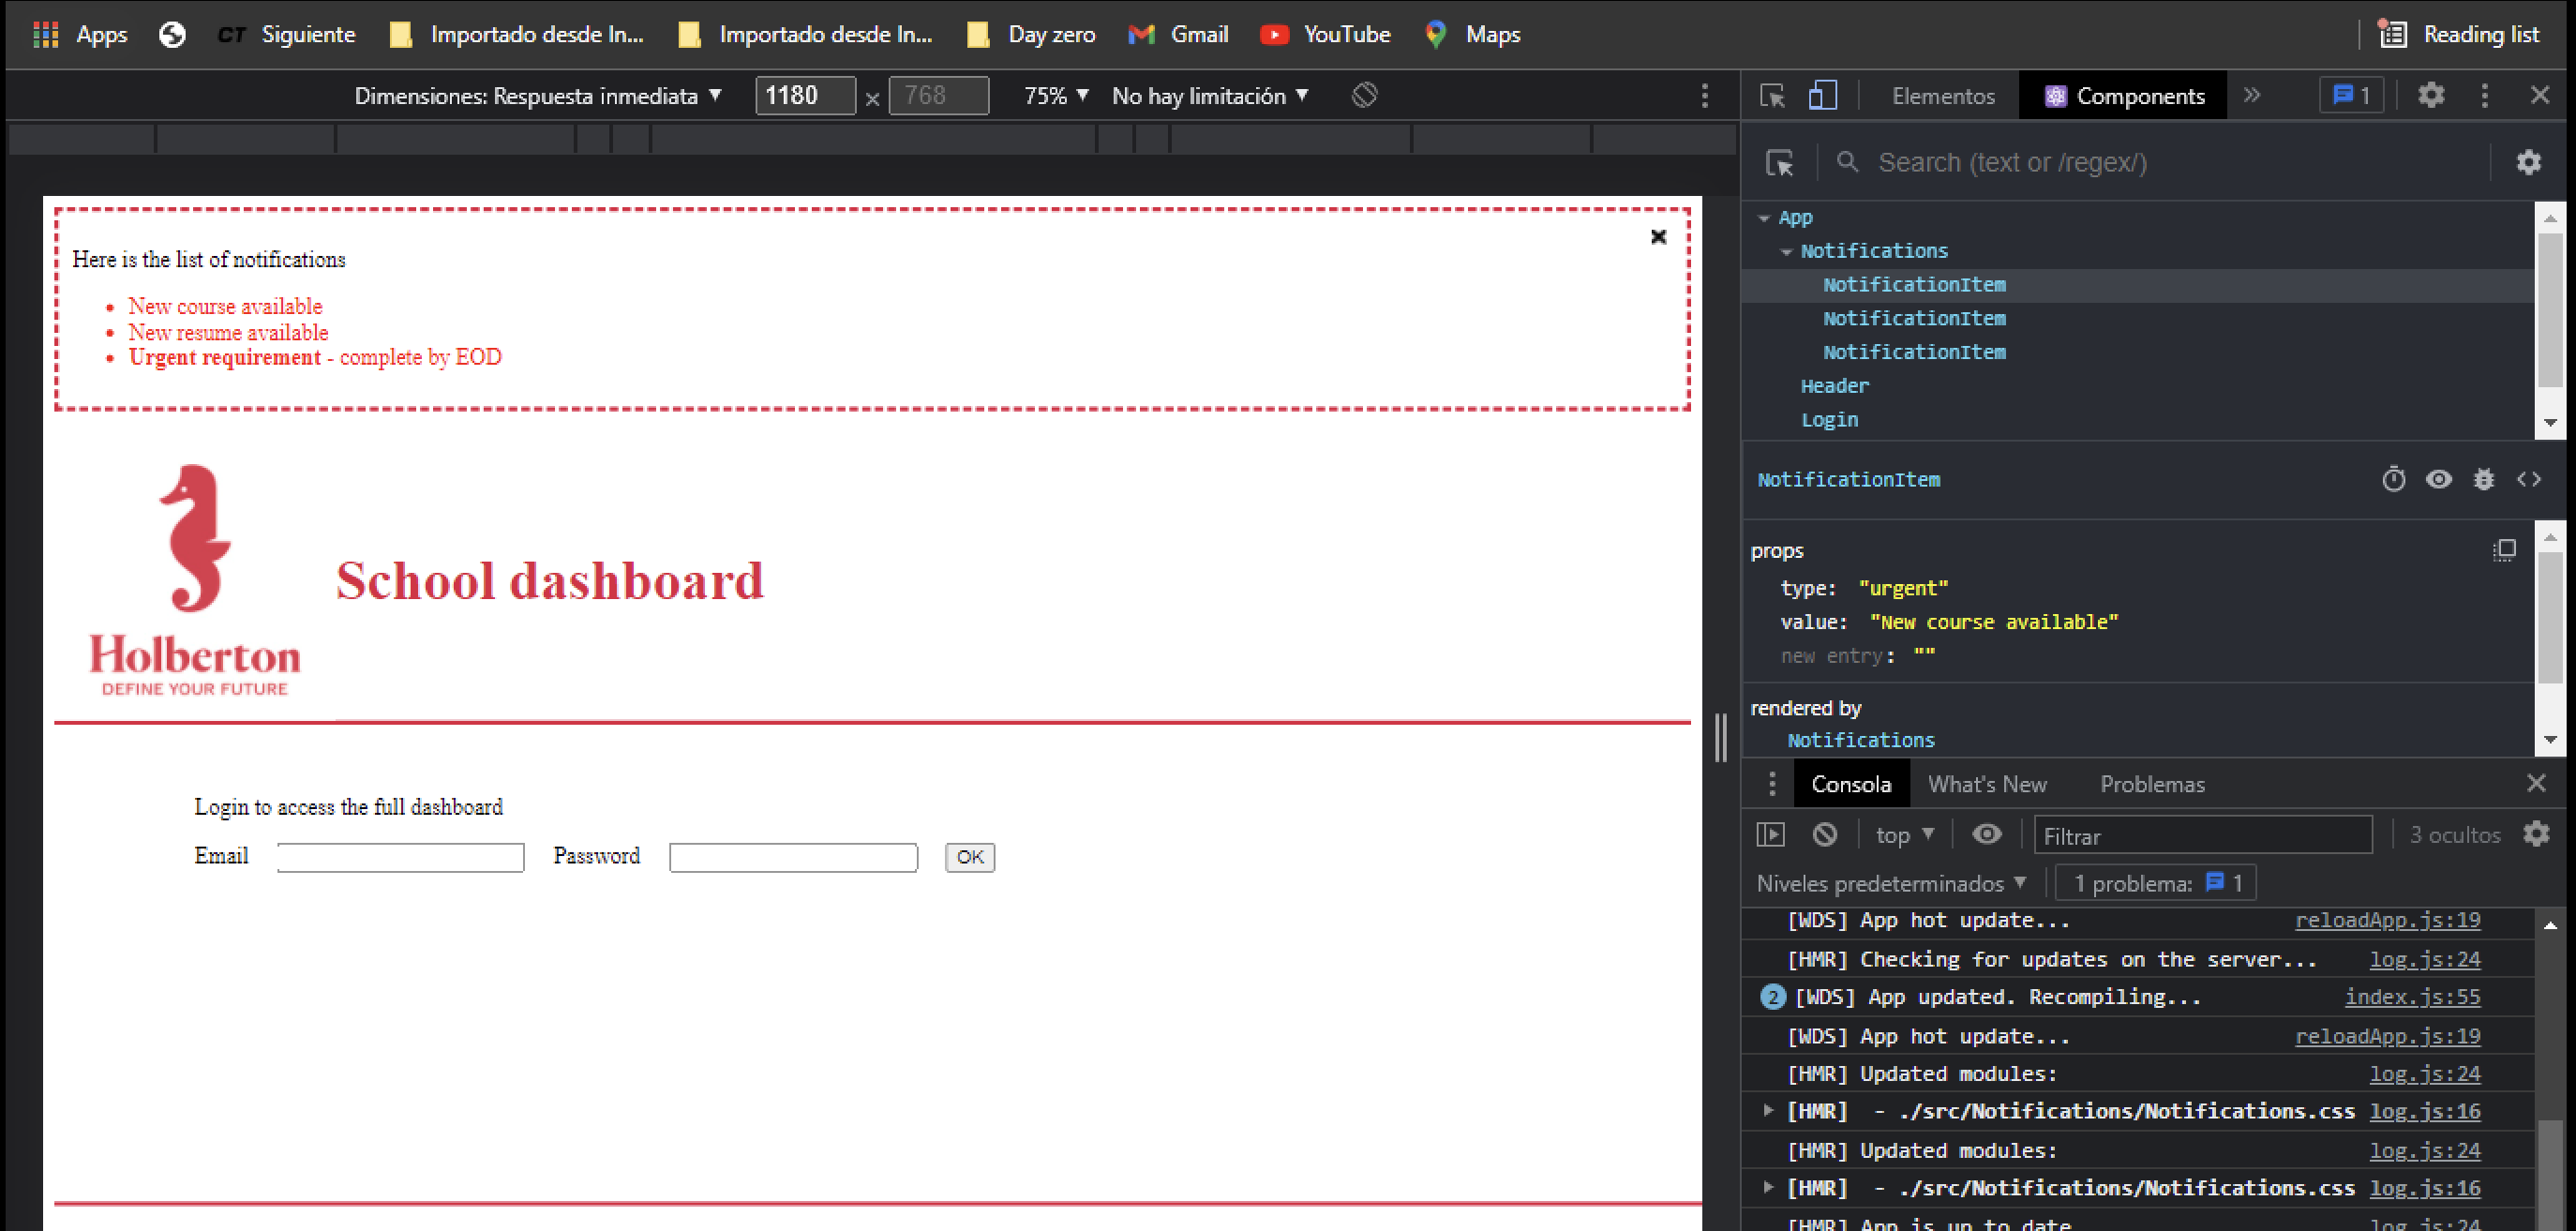 Apps CT Siguiente Importado desde In... Importado desde In... Day zero Gmail YouTube Maps Reading list
Dimensiones: Respuesta inmediata ▼ 1180 × 768 75% ▼ No hay limitación ▼
Elementos Components » 1
Search (text or /regex/)
Here is the list of notifications
• New course available
• New resume available
• Urgent requirement - complete by EOD
Holberton
DEFINE YOUR FUTURE
School dashboard
Login to access the full dashboard
Email Password OK
App
Notifications
NotificationItem
NotificationItem
NotificationItem
Header
Login
NotificationItem
props
type: "urgent"
value: "New course available"
new entry: ""
rendered by
Notifications
Consola What's New Problemas
top ▼ Filtrar 3 ocultos
Niveles predeterminados ▼ 1 problema: 1
[WDS] App hot update... reloadApp.js:19
[HMR] Checking for updates on the server... log.js:24
2 [WDS] App updated. Recompiling... index.js:55
[WDS] App hot update... reloadApp.js:19
[HMR] Updated modules: log.js:24
[HMR] - ./src/Notifications/Notifications.css log.js:16
[HMR] Updated modules: log.js:24
[HMR] - ./src/Notifications/Notifications.css log.js:16
[HMR] App is up to date. log.js:24